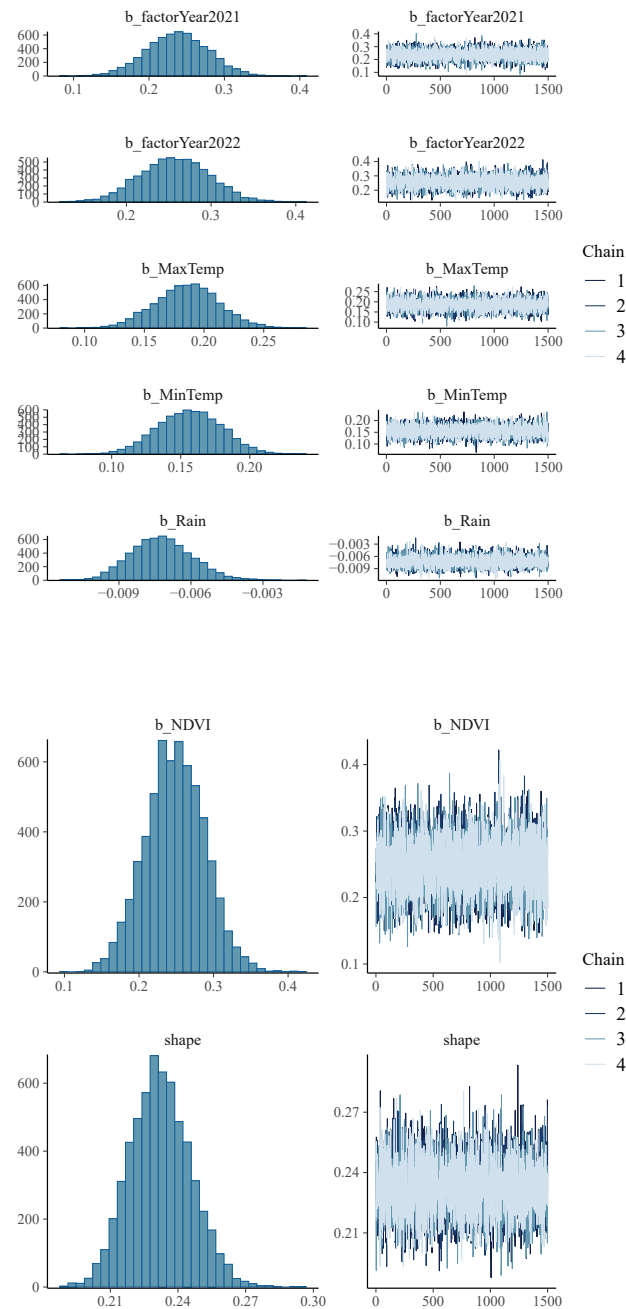 b_factorYear2021 b_factorYear2021
600
400
200
0
0.1 0.2 0.3 0.4
0.4
0.3
0.2
0.1
0 500 1000 1500
b_factorYear2022 b_factorYear2022
500
400
300
200
100
0
0.2 0.3 0.4
0.4
0.3
0.2
0 500 1000 1500
Chain
1
2
3
4
b_MaxTemp b_MaxTemp
600
400
200
0
0.10 0.15 0.20 0.25
0.25
0.20
0.15
0.10
0 500 1000 1500
b_MinTemp b_MinTemp
600
500
400
300
200
100
0
0.10 0.15 0.20
0.20
0.15
0.10
0 500 1000 1500
b_Rain b_Rain
600
400
200
0
−0.009 −0.006 −0.003
−0.003
−0.006
−0.009
0 500 1000 1500
b_NDVI b_NDVI
600
400
200
0
0.1 0.2 0.3 0.4
0.4
0.3
0.2
0.1
0 500 1000 1500
Chain
1
2
3
4
shape shape
600
400
200
0
0.21 0.24 0.27 0.30
0.27
0.24
0.21
0 500 1000 1500